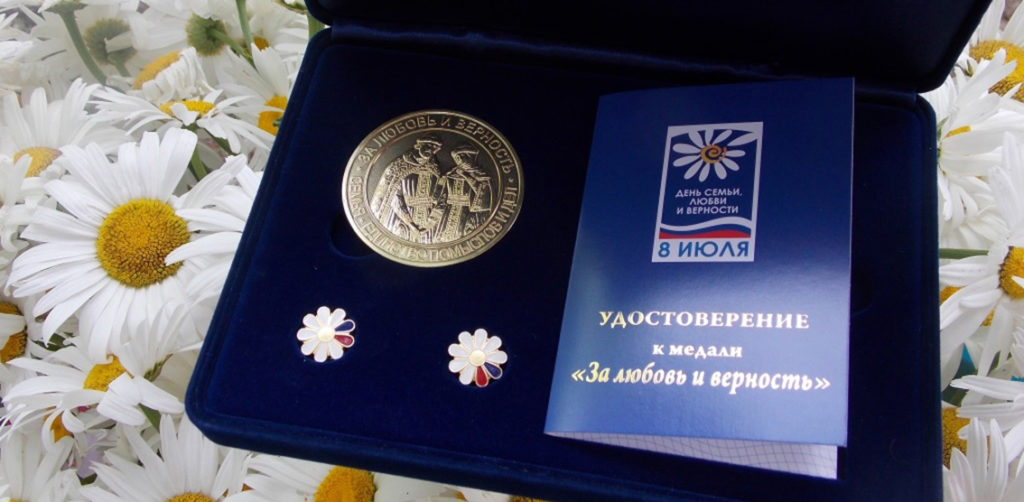 ЗА ЛЮБОВЬ И ВЕРНОСТЬ
ДЕНЬ СЕМЬИ,
ЛЮБВИ
И ВЕРНОСТИ
8 ИЮЛЯ
УДОСТОВЕРЕНИЕ
к медали
«За любовь и верность»